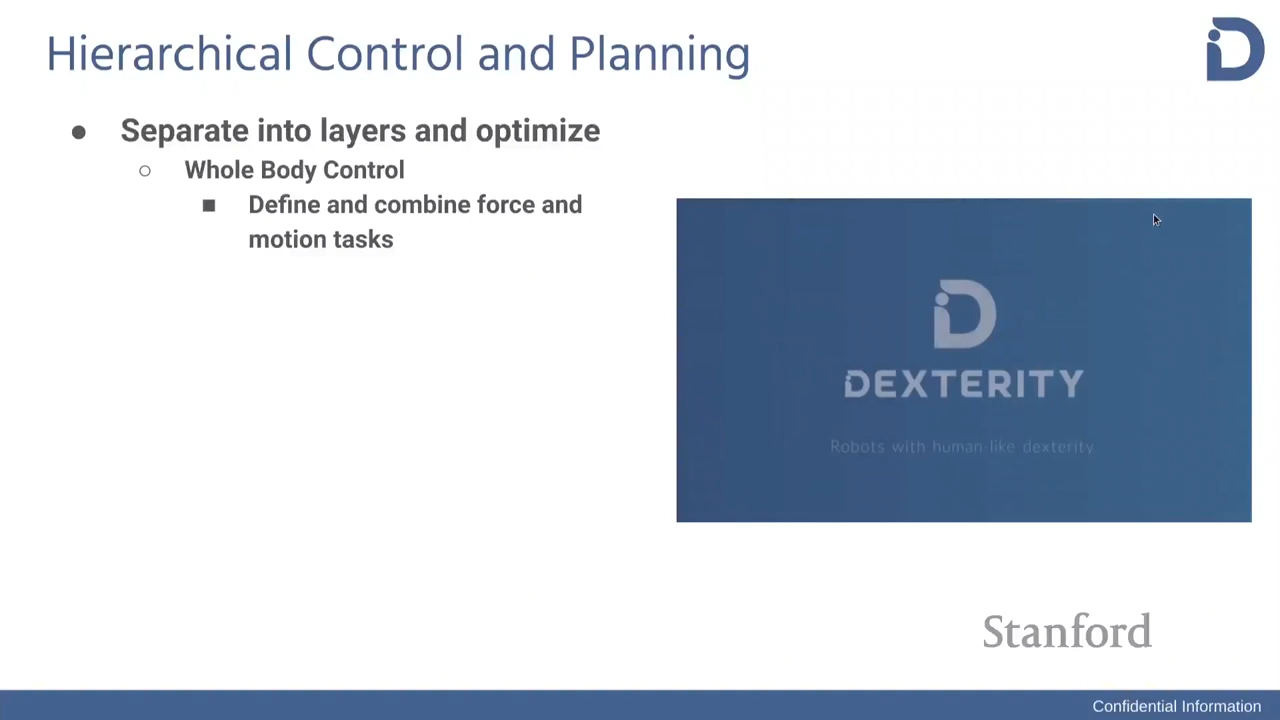 Hierarchical Control and Planning
Separate into layers and optimize
Whole Body Control
Define and combine force and
motion tasks
DEXTERITY
Robots with human-like dexterity
Stanford
Confidential Information